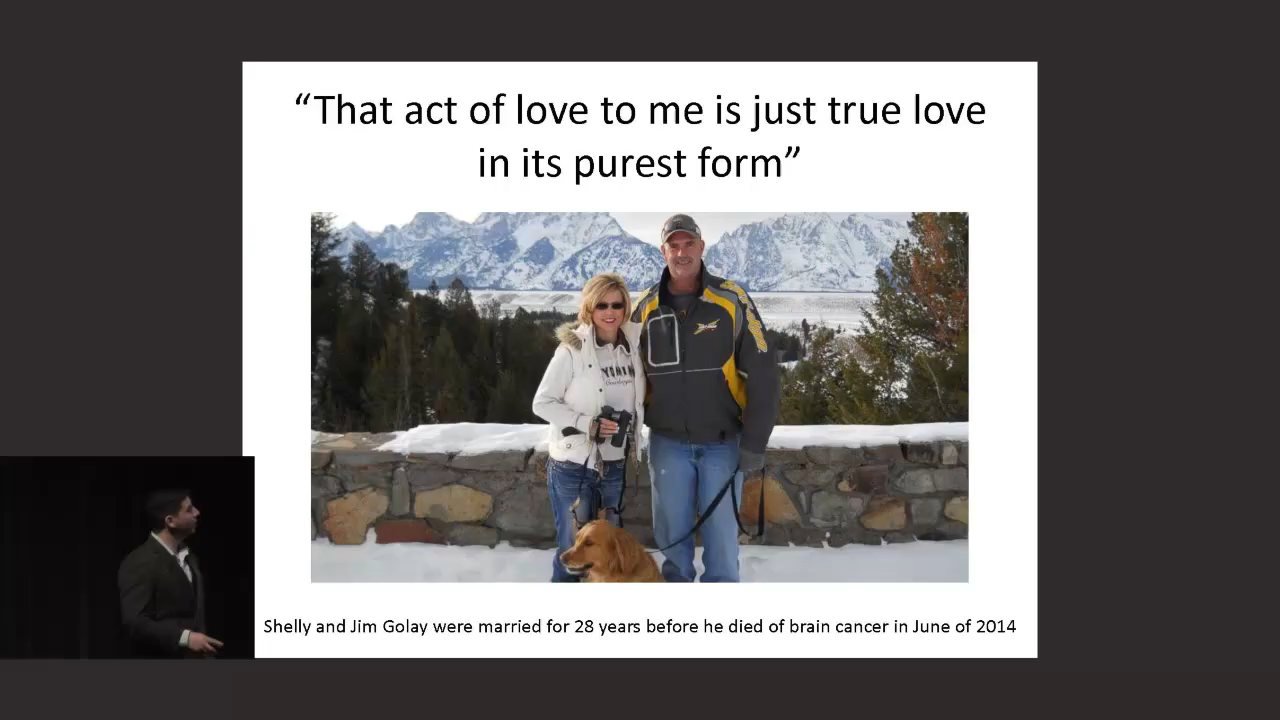 “That act of love to me is just true love
in its purest form”
Shelly and Jim Golay were married for 28 years before he died of brain cancer in June of 2014